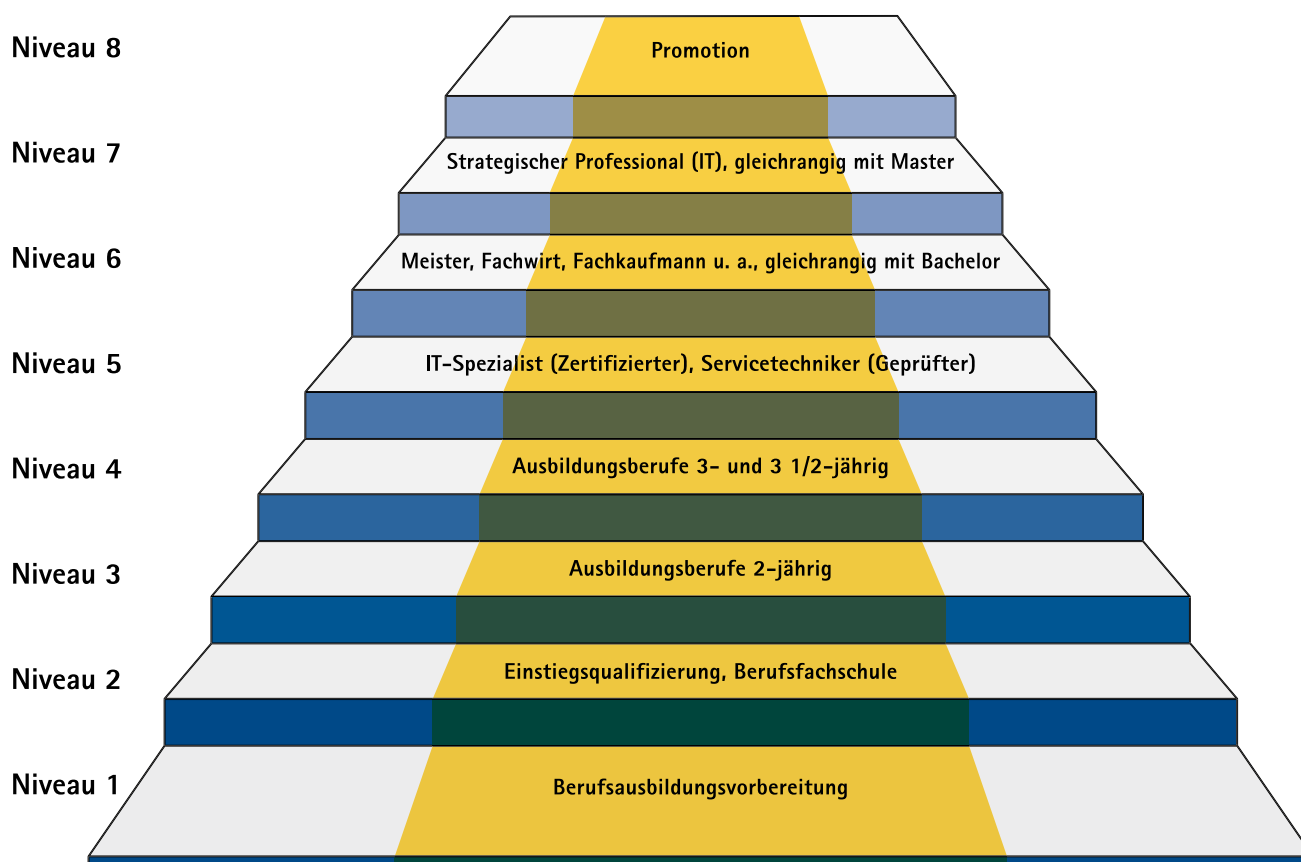 Niveau 8
Promotion
Niveau 7
Strategischer Professional (IT), gleichrangig mit Master
Niveau 6
Meister, Fachwirt, Fachkaufmann u. a., gleichrangig mit Bachelor
Niveau 5
IT-Spezialist (Zertifizierter), Servicetechniker (Geprüfter)
Niveau 4
Ausbildungsberufe 3- und 3 1/2-jährig
Niveau 3
Ausbildungsberufe 2-jährig
Niveau 2
Einstiegsqualifizierung, Berufsfachschule
Niveau 1
Berufsausbildungsvorbereitung